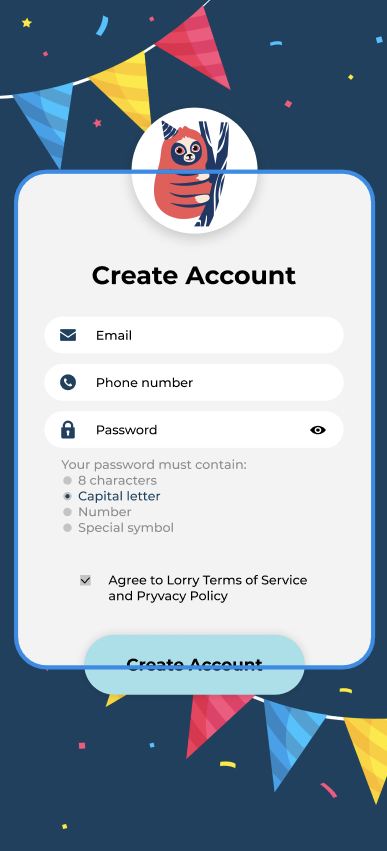 Create Account
Email
Phone number
Password
Your password must contain:
8 characters
Capital letter
Number
Special symbol
Agree to Lorry Terms of Service
and Pryvacy Policy
Create Account